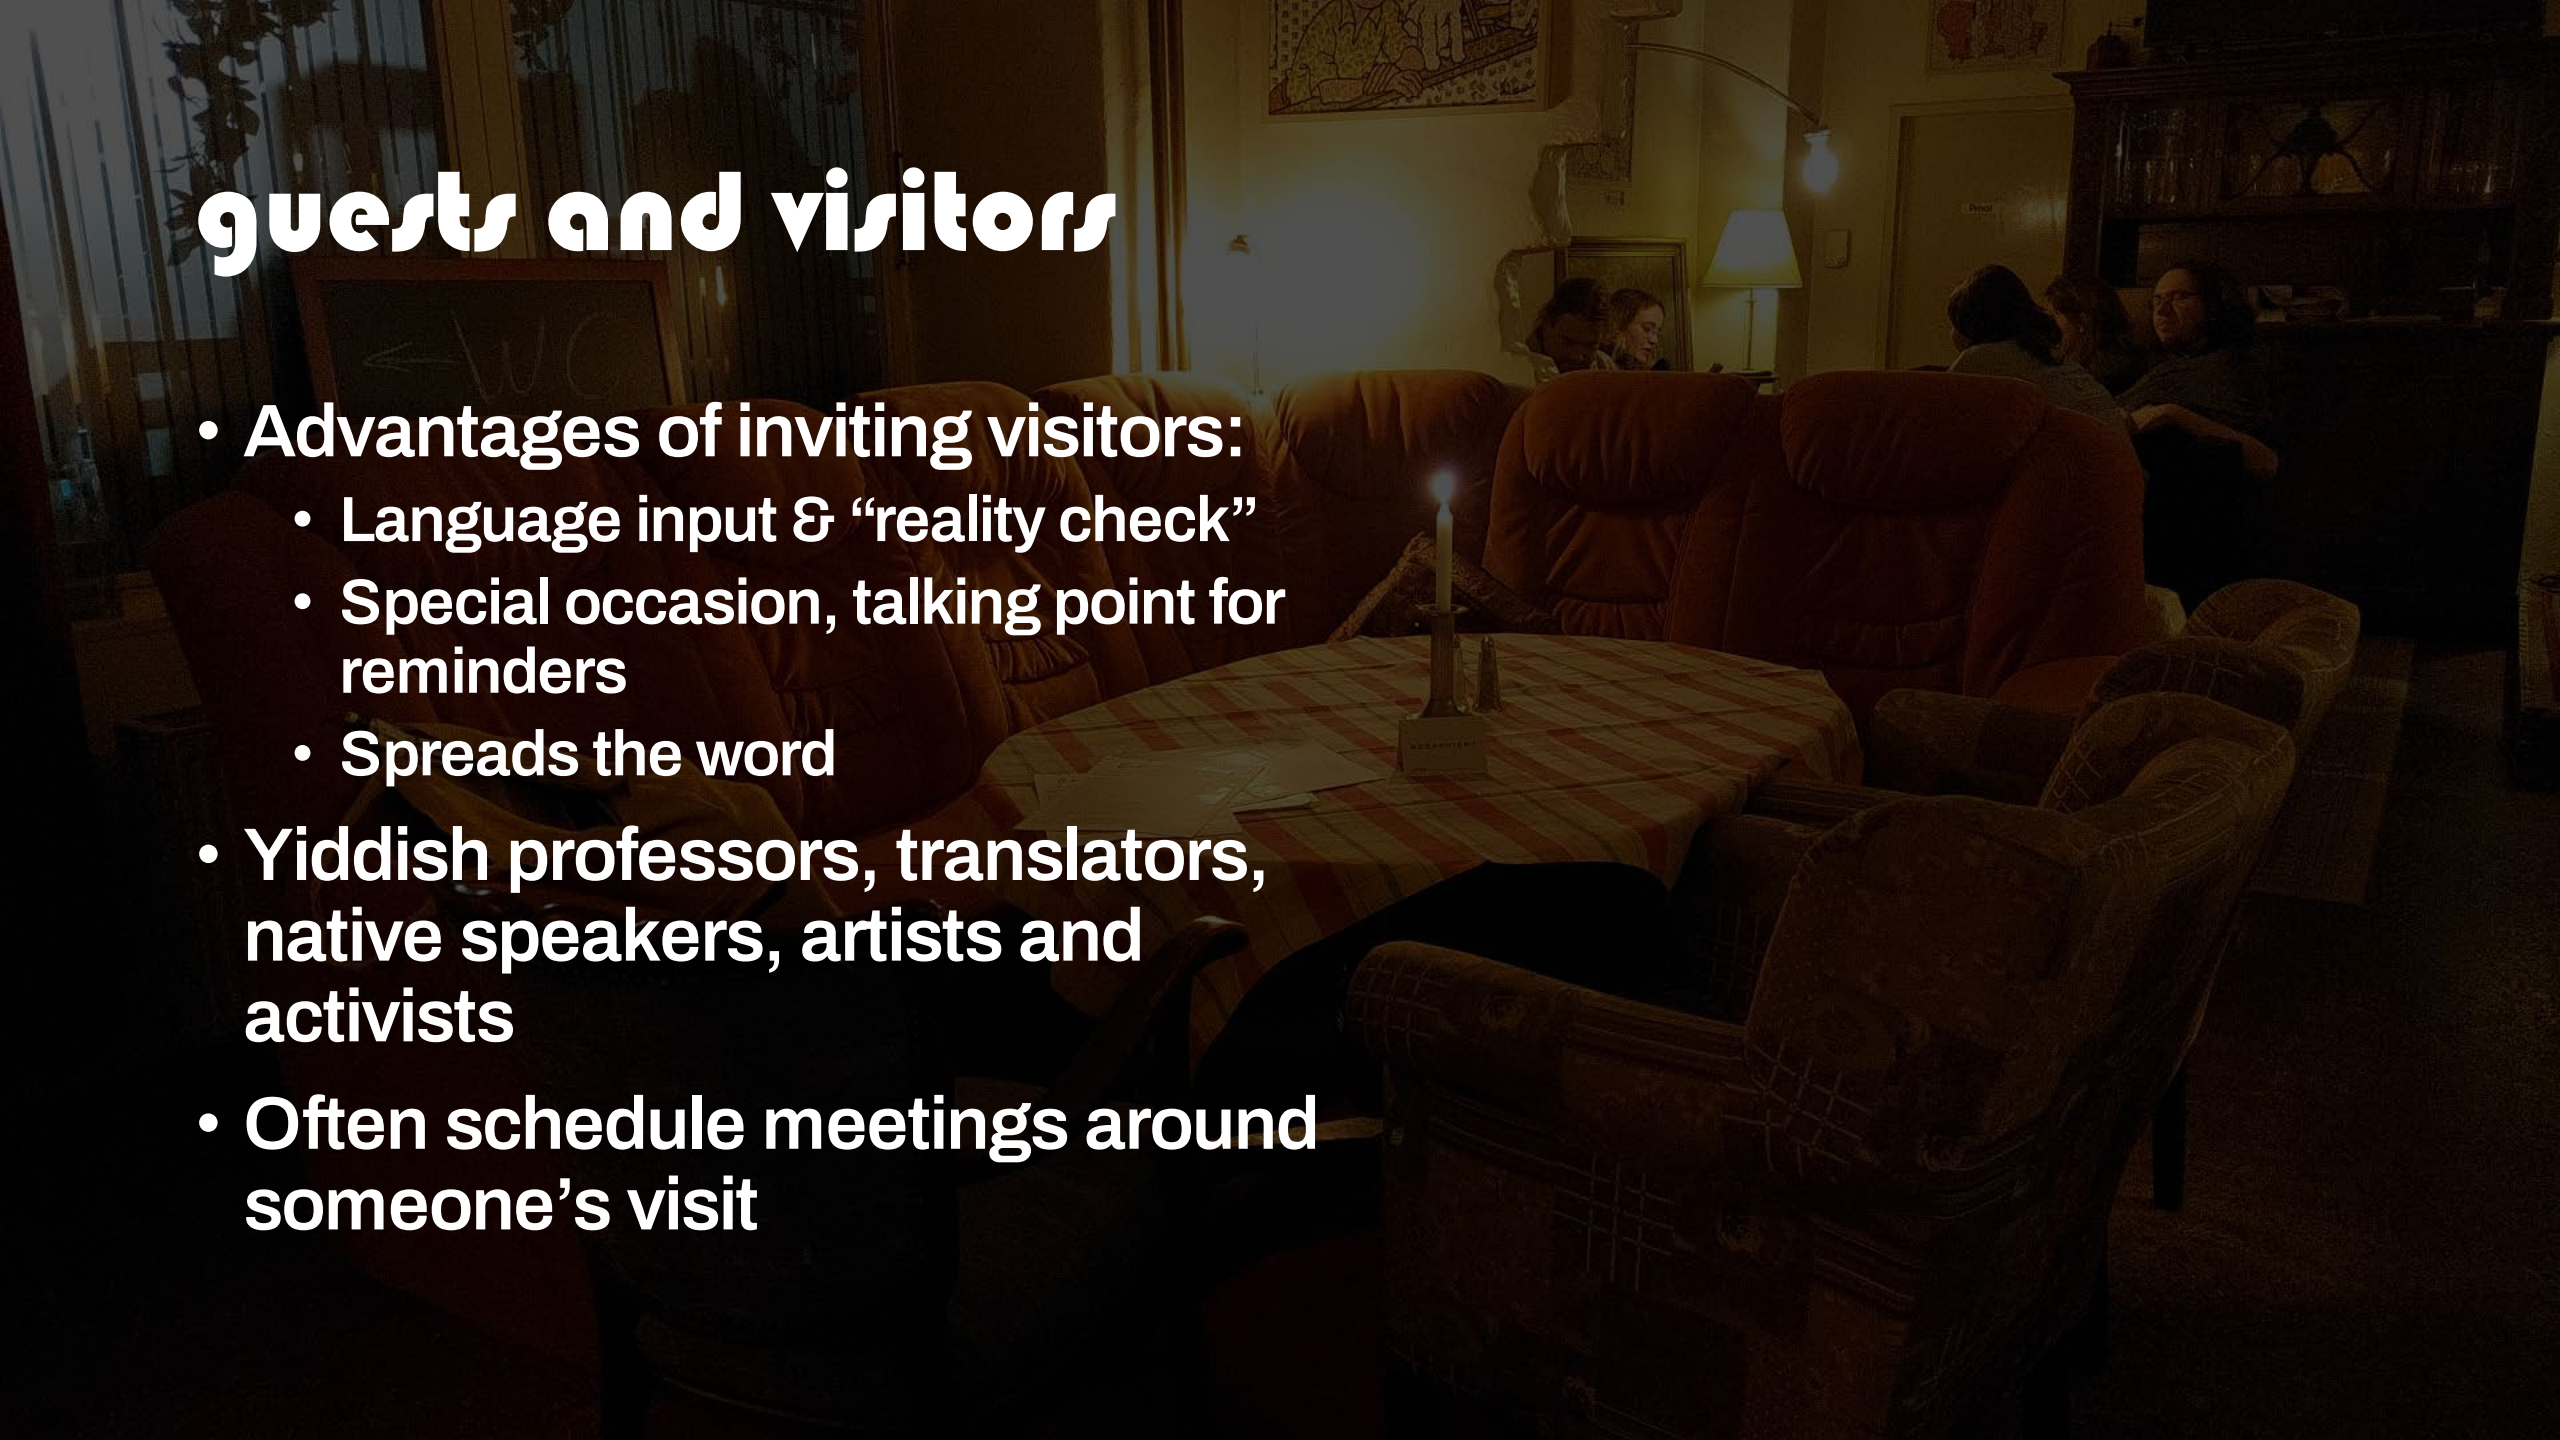 guests and visitors
← WC
• Advantages of inviting visitors:
• Language input & “reality check”
• Special occasion, talking point for
reminders
• Spreads the word
• Yiddish professors, translators,
native speakers, artists and
activists
• Often schedule meetings around
someone’s visit